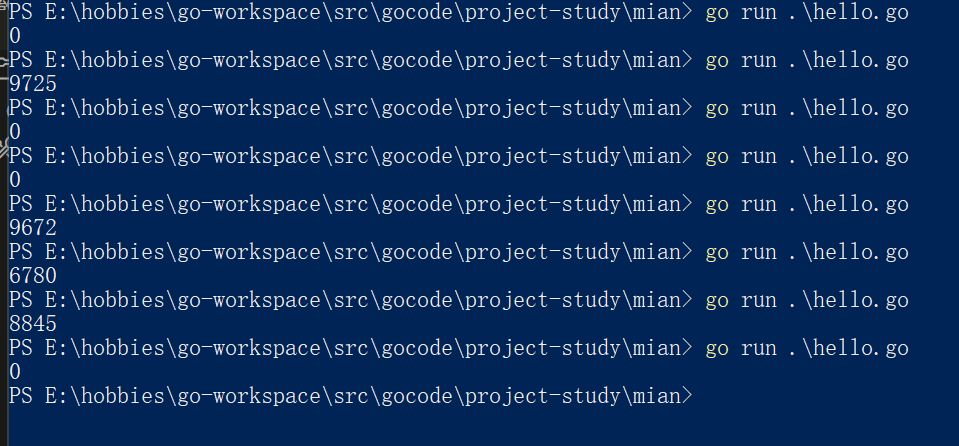 PS E:\hobbies\go-workspace\src\gocode\project-study\mian> go run .\hello.go
0
PS E:\hobbies\go-workspace\src\gocode\project-study\mian> go run .\hello.go
9725
PS E:\hobbies\go-workspace\src\gocode\project-study\mian> go run .\hello.go
0
PS E:\hobbies\go-workspace\src\gocode\project-study\mian> go run .\hello.go
0
PS E:\hobbies\go-workspace\src\gocode\project-study\mian> go run .\hello.go
9672
PS E:\hobbies\go-workspace\src\gocode\project-study\mian> go run .\hello.go
6780
PS E:\hobbies\go-workspace\src\gocode\project-study\mian> go run .\hello.go
8845
PS E:\hobbies\go-workspace\src\gocode\project-study\mian> go run .\hello.go
0
PS E:\hobbies\go-workspace\src\gocode\project-study\mian>